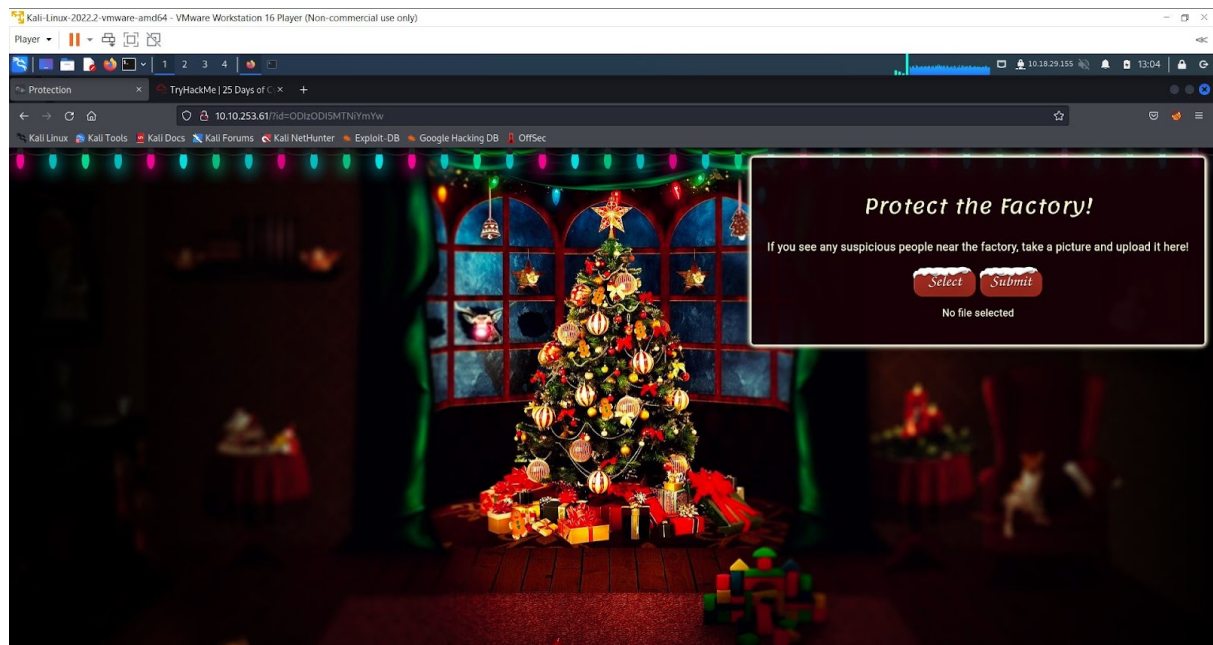 Kali-Linux-2022.2-vmware-amd64 - VMware Workstation 16 Player (Non-commercial use only)
Player
1 2 3 4
10.18.29.155 13:04
Protection
TryHackMe | 25 Days of
10.10.253.61/?id=ODIzODI5MTNiYmYw
Kali Linux Kali Tools Kali Docs Kali Forums Kali NetHunter Exploit-DB Google Hacking DB OffSec
Protect the Factory!
If you see any suspicious people near the factory, take a picture and upload it here!
Select Submit
No file selected